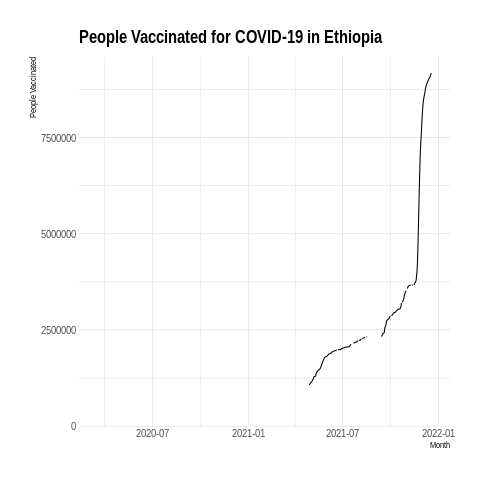 People Vaccinated for COVID-19 in Ethiopia
People Vaccinated
7500000
5000000
2500000
0
2020-07 2021-01 2021-07 2022-01
Month